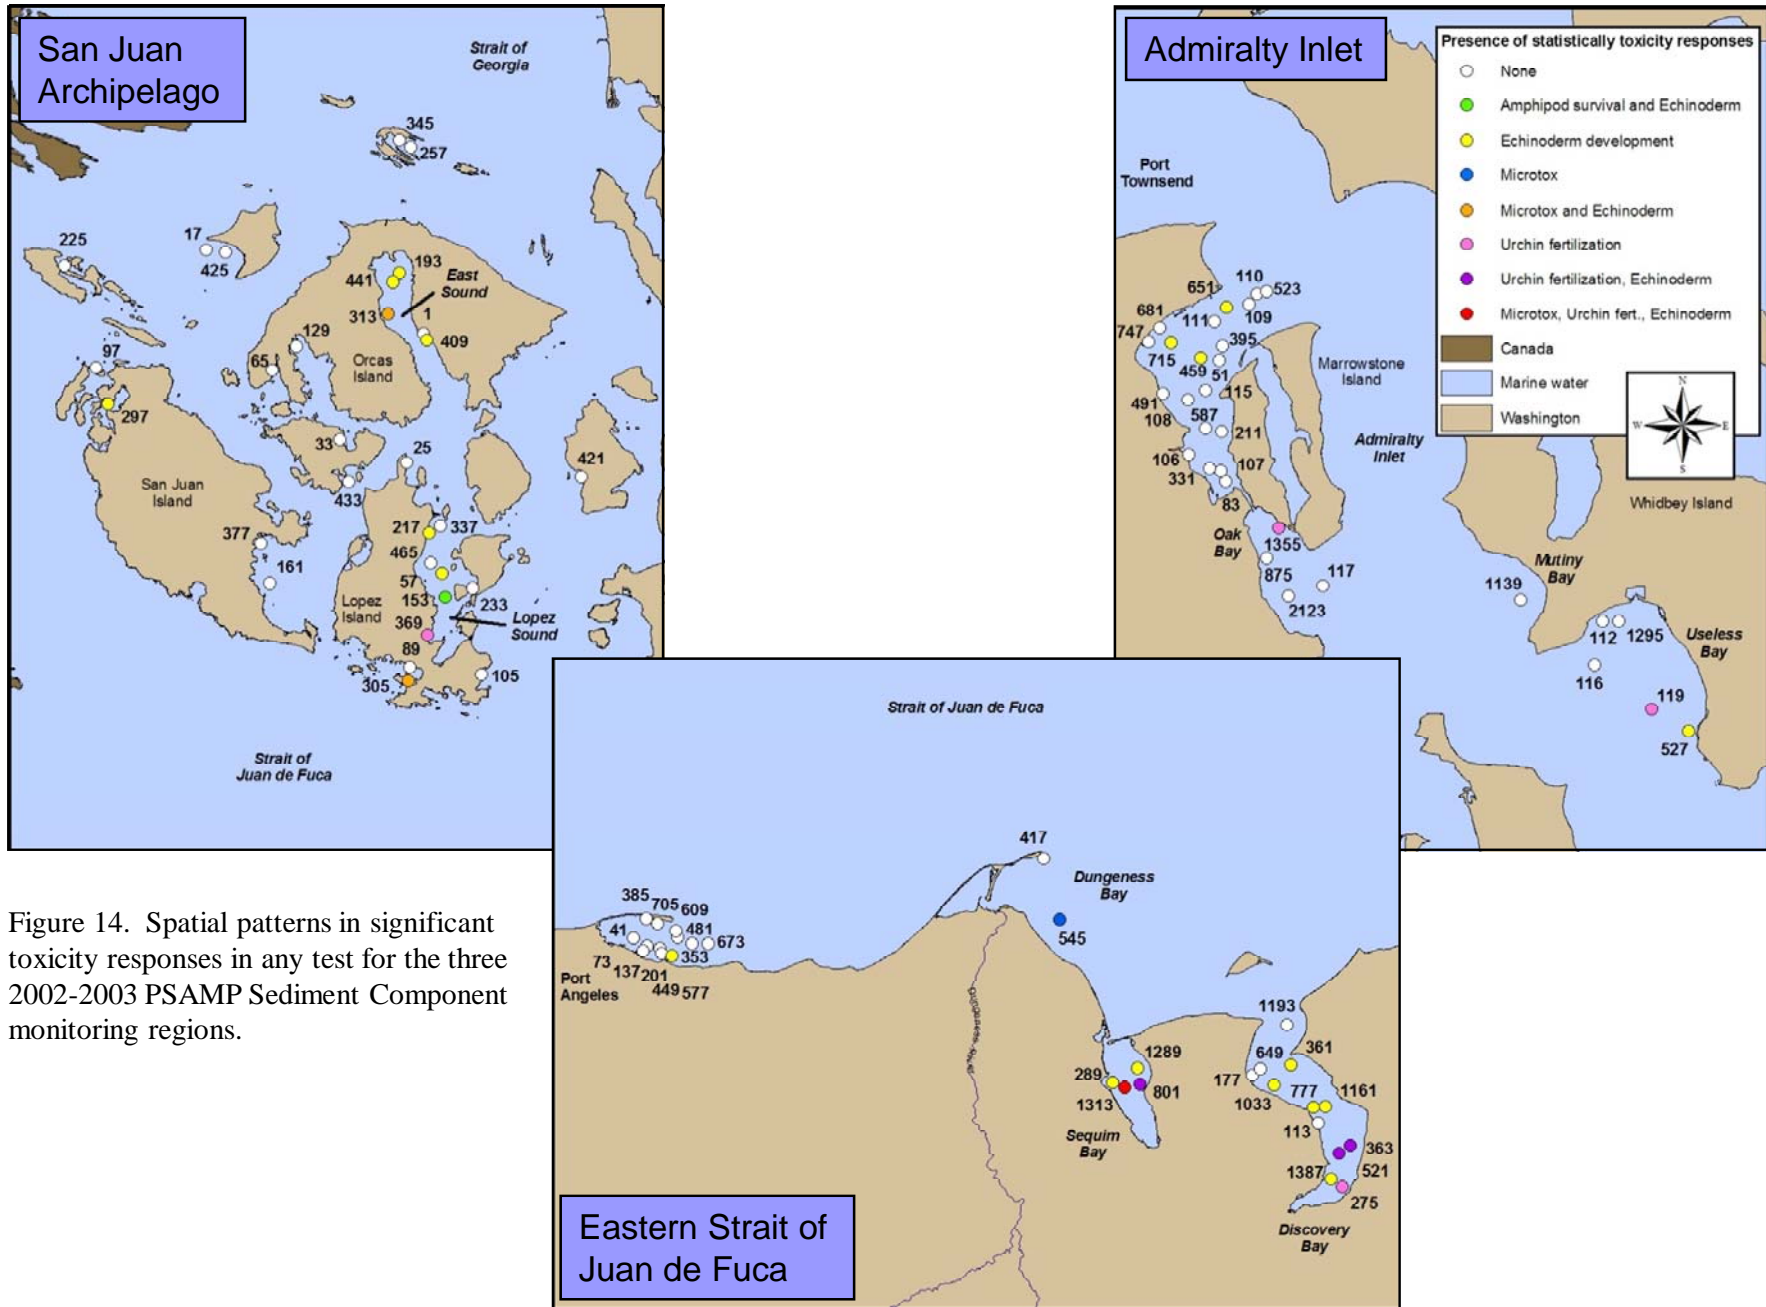 San Juan
Archipelago
Strait of
Georgia
345
257
225
17
425
193
441
East
Sound
313
1
409
129
65
Orcas
Island
97
297
33
25
421
433
San Juan
Island
377
161
217
337
465
57
153
233
Lopez
Island
369
Lopez
Sound
89
305
105
Strait of
Juan de Fuca
Admiralty Inlet
Presence of statistically toxicity responses
None
Amphipod survival and Echinoderm
Echinoderm development
Microtox
Microtox and Echinoderm
Urchin fertilization
Urchin fertilization, Echinoderm
Microtox, Urchin fert., Echinoderm
Canada
Marine water
Washington
N
W
E
S
Port
Townsend
110
651
523
109
681
111
747
395
715
459
51
Marrowstone
Island
115
491
108
587
211
Admiralty
Inlet
106
107
331
83
Whidbey Island
Oak
Bay
1355
875
117
2123
Mutiny
Bay
1139
112
1295
Useless
Bay
116
119
527
Strait of Juan de Fuca
417
Dungeness
Bay
545
385
705
609
41
481
673
73
137
201
353
449
577
Port
Angeles
1193
1289
649
361
289
177
801
777
1161
1313
1033
113
Sequim
Bay
363
1387
521
275
Discovery
Bay
Eastern Strait of
Juan de Fuca
Figure 14. Spatial patterns in significant
toxicity responses in any test for the three
2002-2003 PSAMP Sediment Component
monitoring regions.